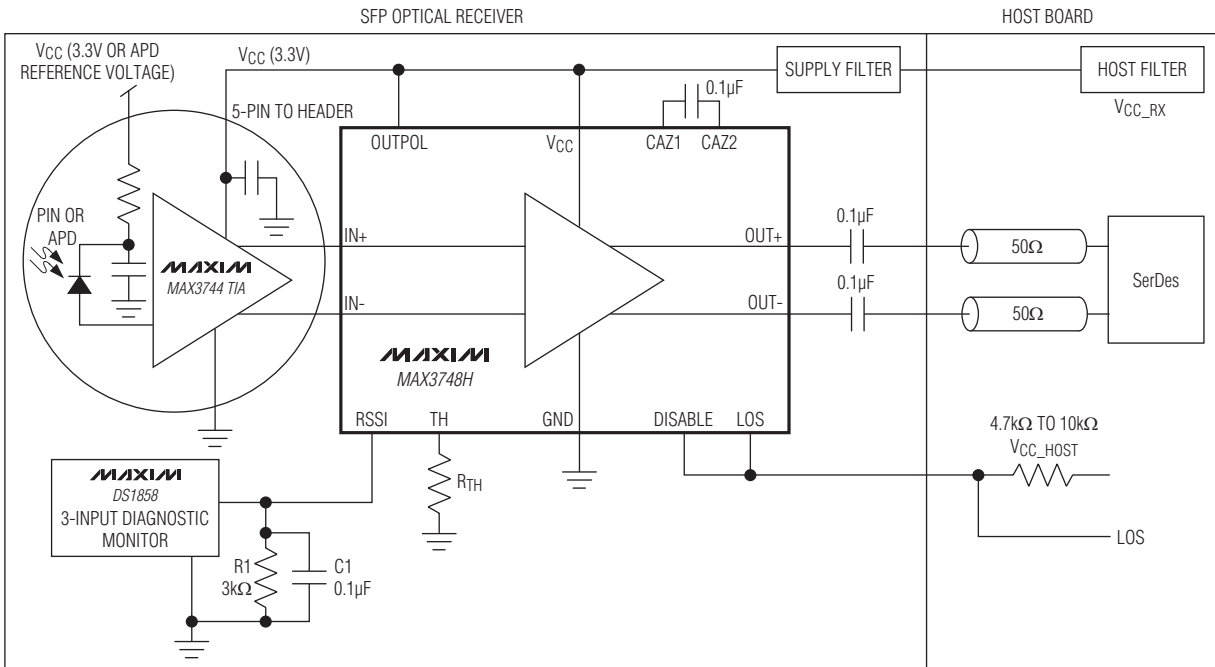 SFP OPTICAL RECEIVER
HOST BOARD
VCC (3.3V OR APD
REFERENCE VOLTAGE)
VCC (3.3V)
SUPPLY FILTER
HOST FILTER
VCC_RX
0.1µF
5-PIN TO HEADER
OUTPOL
VCC
CAZ1
CAZ2
PIN OR
APD
MAXIM
MAX3744 TIA
IN+
IN-
OUT+
OUT-
0.1µF
0.1µF
50Ω
50Ω
SerDes
MAXIM
MAX3748H
RSSI
TH
GND
DISABLE
LOS
4.7kΩ TO 10kΩ
VCC_HOST
LOS
RTH
MAXIM
DS1858
3-INPUT DIAGNOSTIC
MONITOR
R1
3kΩ
C1
0.1µF